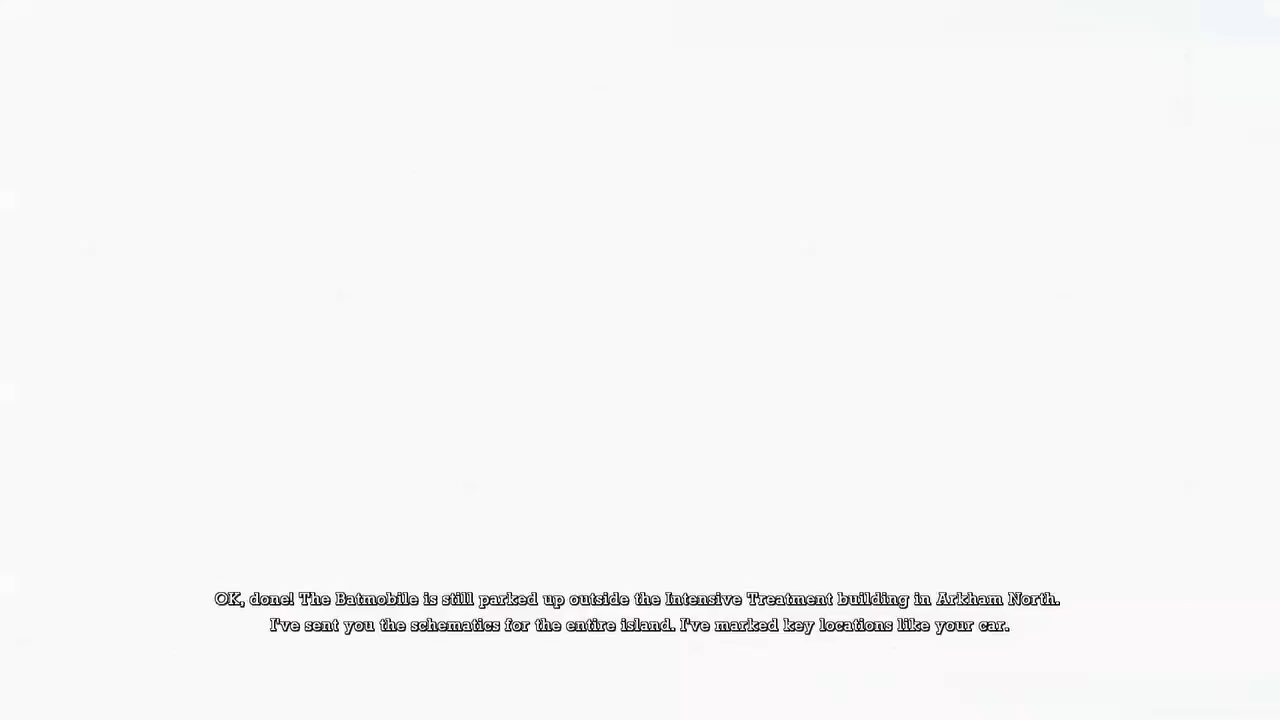 OK, done! The Batmobile is still parked up outside the Intensive Treatment building in Arkham North.
I've sent you the schematics for the entire island. I've marked key locations like your car.